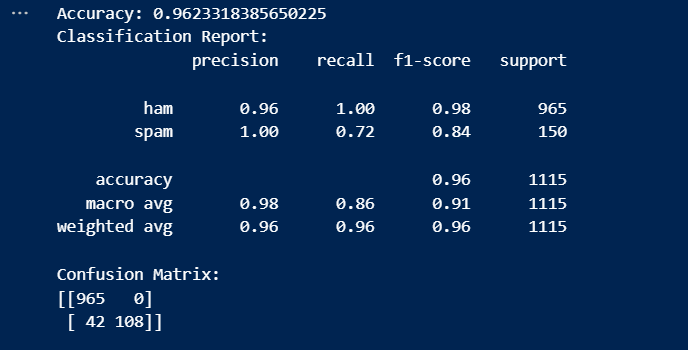 ... Accuracy: 0.9623318385650225
Classification Report:
precision recall f1-score support
ham 0.96 1.00 0.98 965
spam 1.00 0.72 0.84 150
accuracy 0.96 1115
macro avg 0.98 0.86 0.91 1115
weighted avg 0.96 0.96 0.96 1115
Confusion Matrix:
[[965 0]
[ 42 108]]